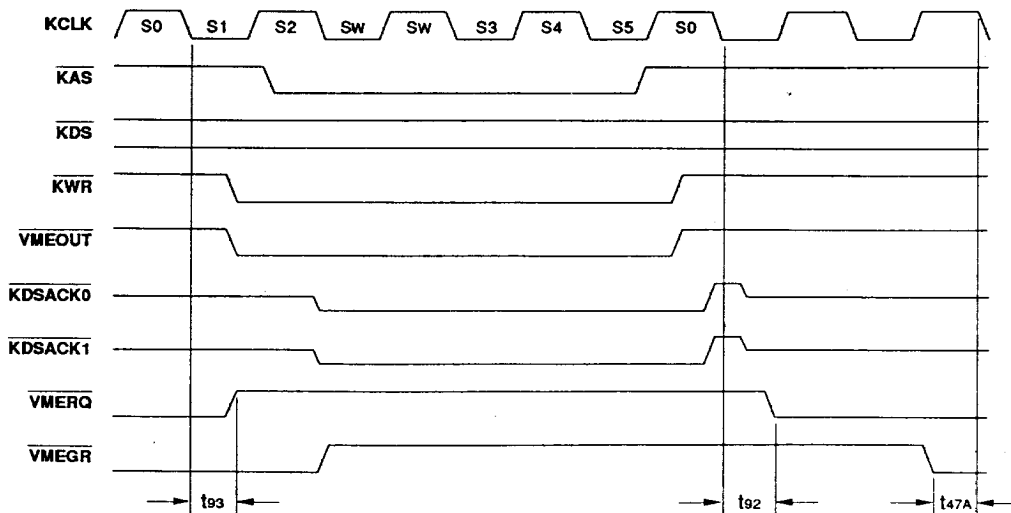 KCLK S0 S1 S2 SW SW S3 S4 S5 S0
KAS
KDS
KWR
VMEOUT
KDSACK0
KDSACK1
VMERQ
VMEGR
t93 t92 t47A